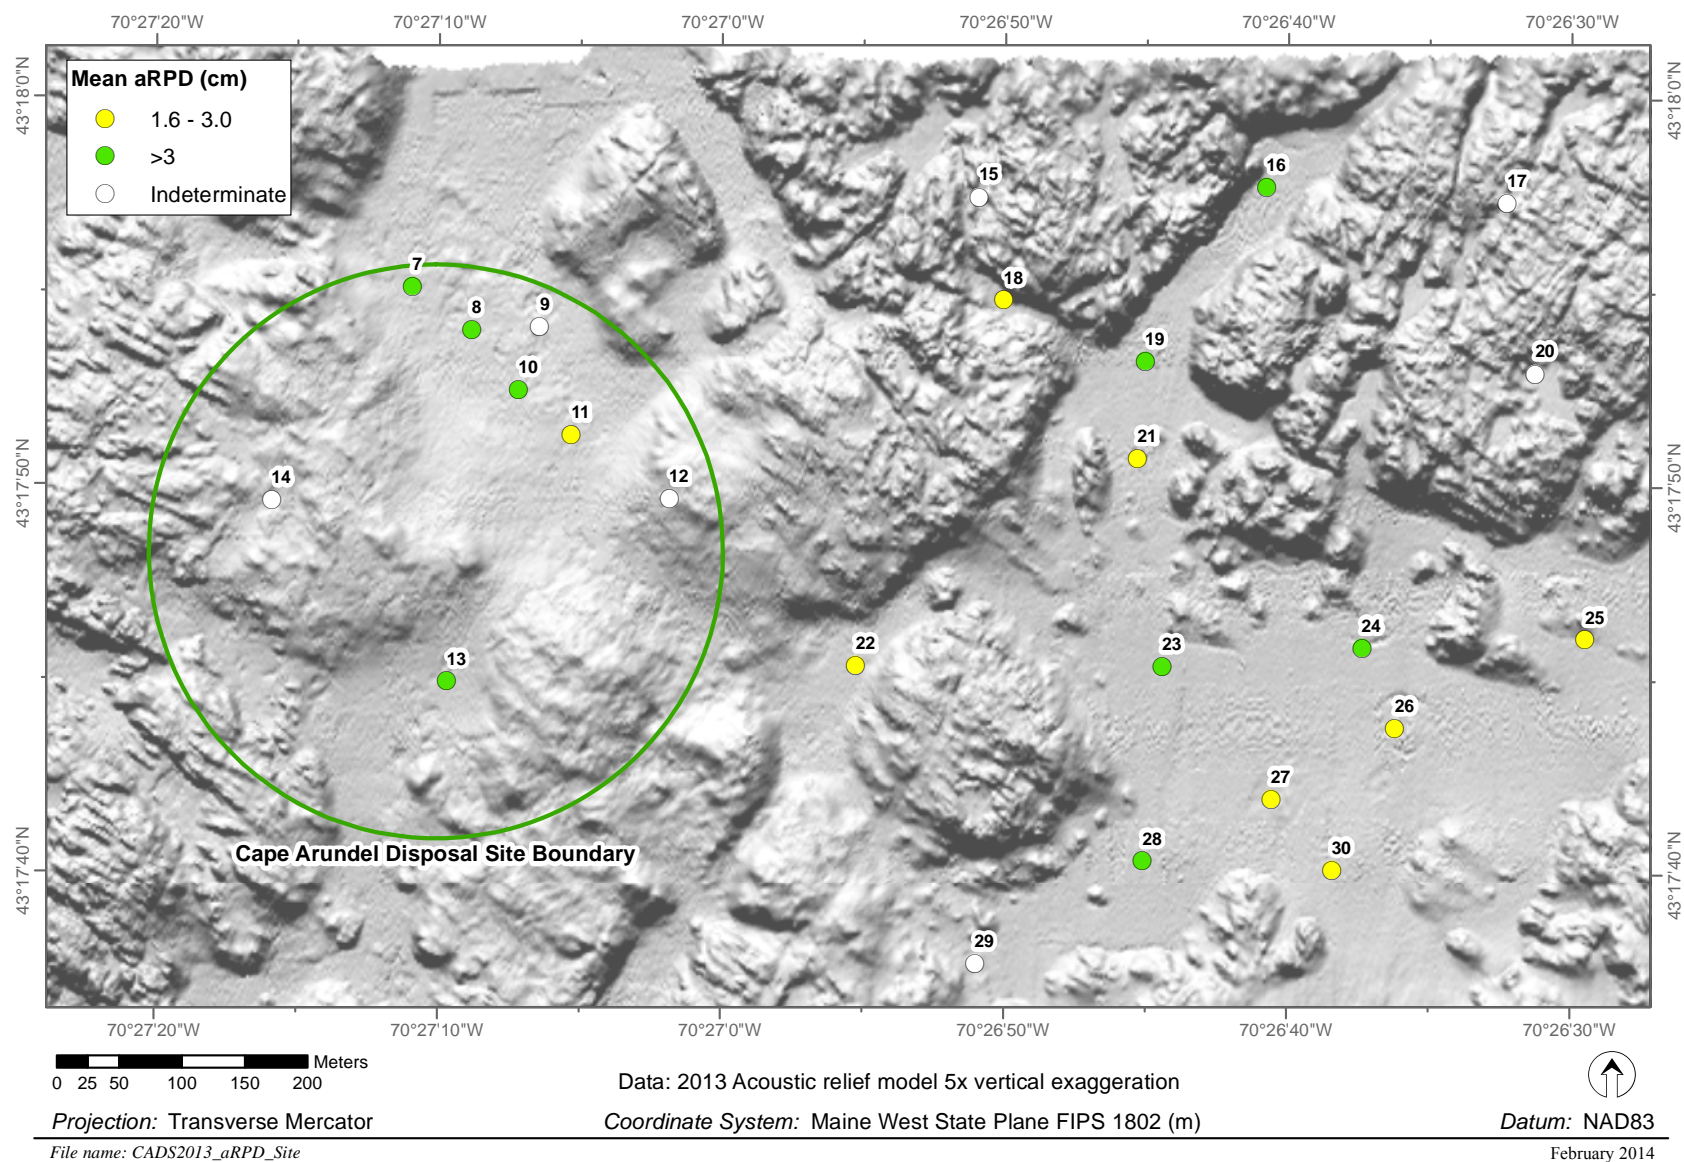 70°27'20"W 70°27'10"W 70°27'0"W 70°26'50"W 70°26'40"W 70°26'30"W
43°18'0"N
43°18'0"N
Mean aRPD (cm)
1.6 - 3.0
>3
Indeterminate
15
16
17
7
18
8
9
19
20
10
11
21
43°17'50"N
14
12
43°17'50"N
25
24
22
23
13
26
27
28
30
Cape Arundel Disposal Site Boundary
43°17'40"N
43°17'40"N
29
70°27'20"W 70°27'10"W 70°27'0"W 70°26'50"W 70°26'40"W 70°26'30"W
Meters
0 25 50 100 150 200
Data: 2013 Acoustic relief model 5x vertical exaggeration
Projection: Transverse Mercator
Coordinate System: Maine West State Plane FIPS 1802 (m)
Datum: NAD83
File name: CADS2013_aRPD_Site
February 2014